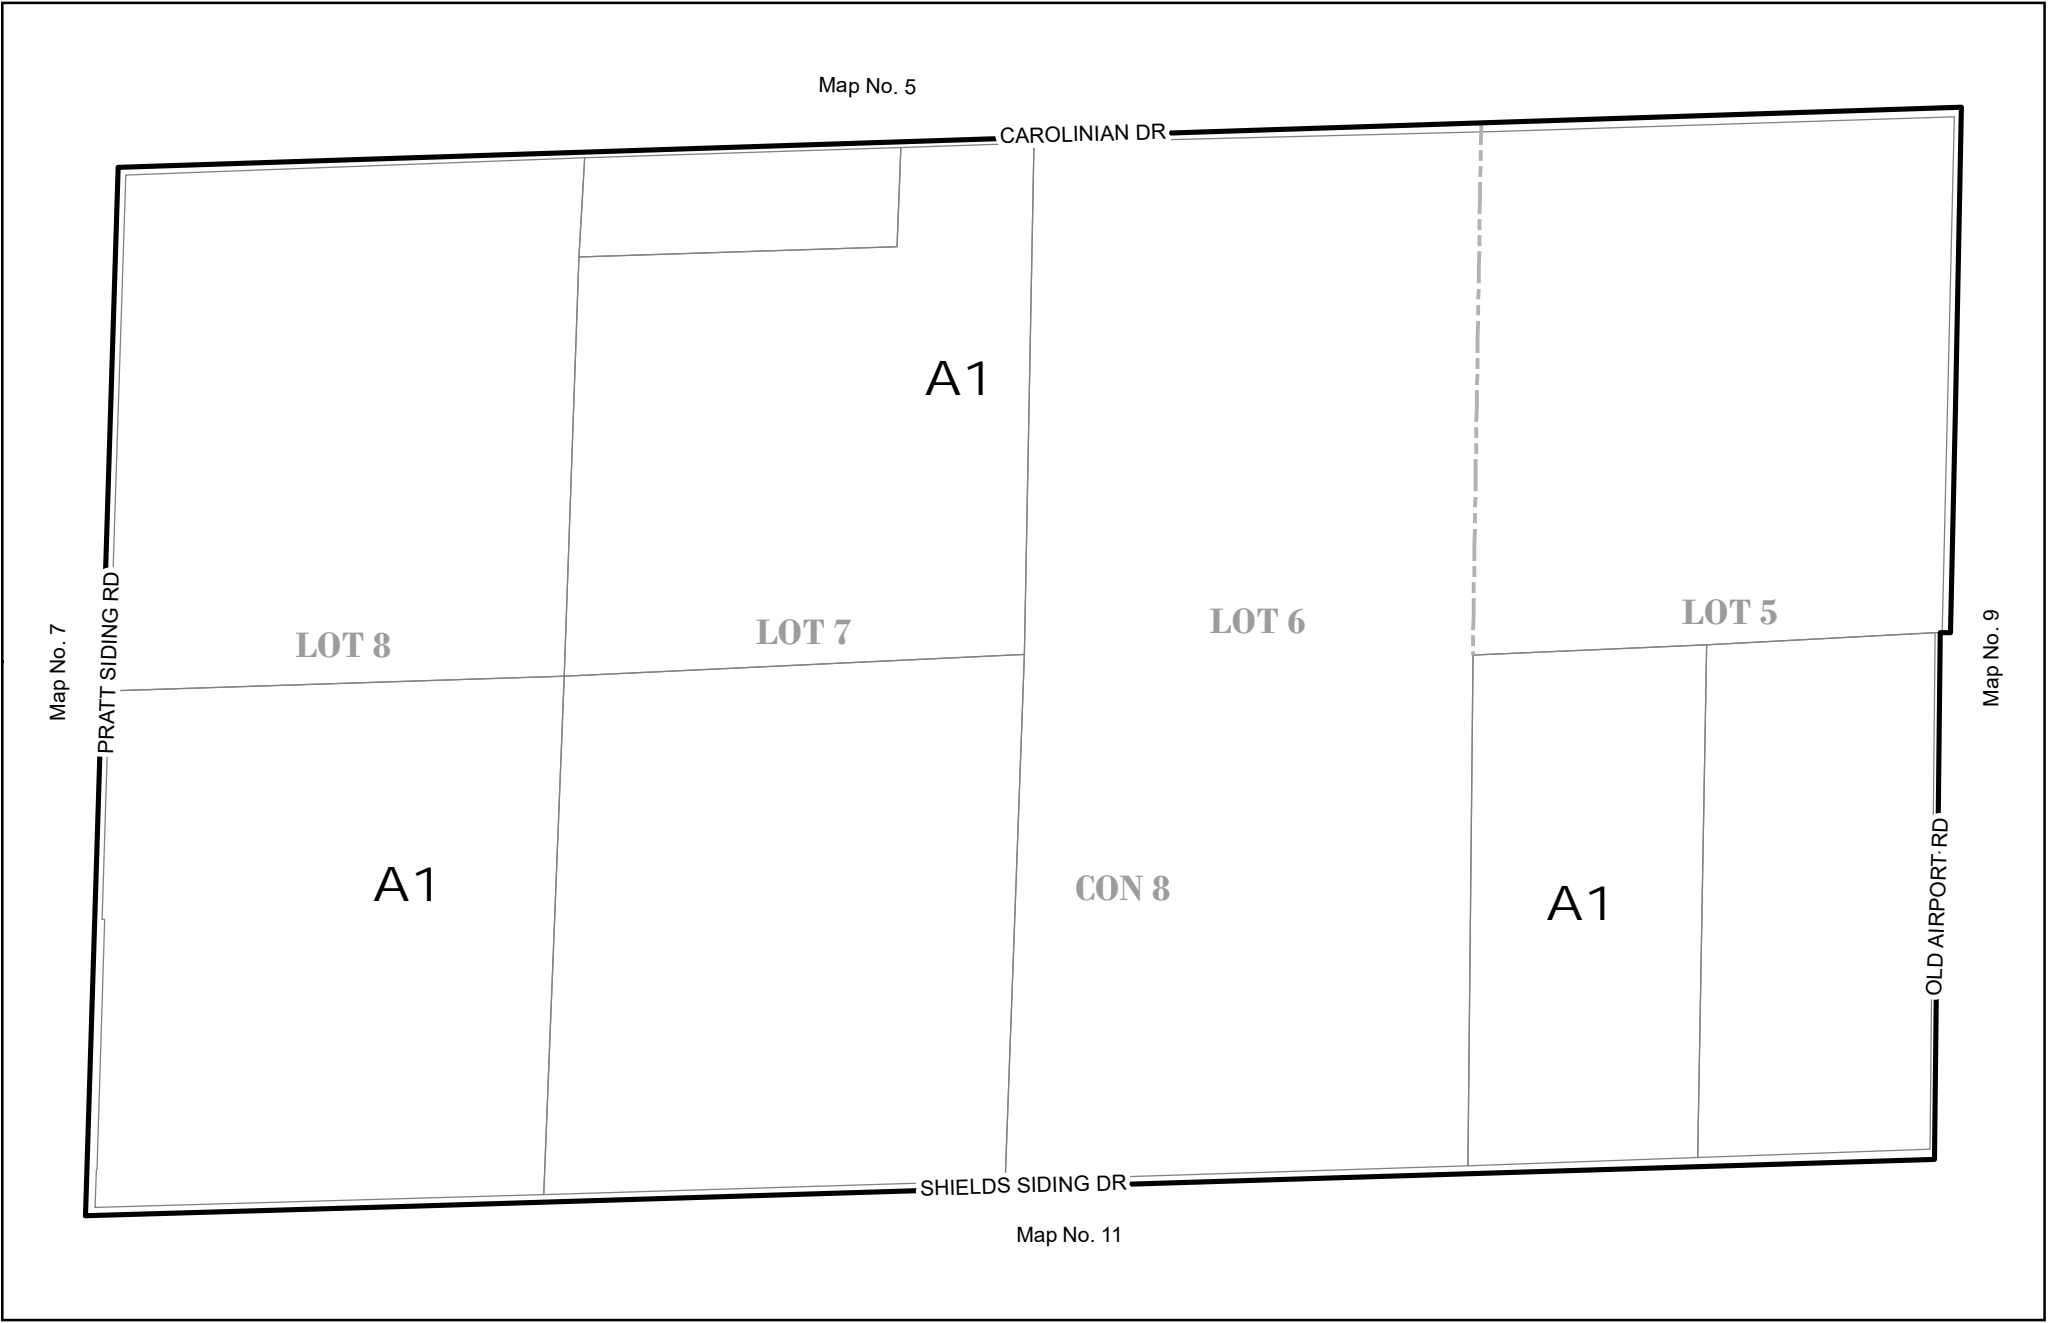 Map No. 5
CAROLINIAN DR
A1
LOT 8
LOT 7
LOT 6
LOT 5
Map No. 7
PRATT SIDING RD
Map No. 9
A1
CON 8
A1
OLD AIRPORT RD
SHIELDS SIDING DR
Map No. 11